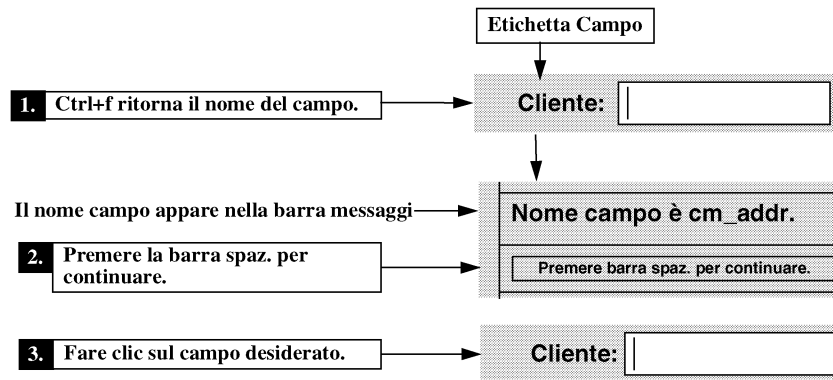 Etichetta Campo
1. Ctrl+f ritorna il nome del campo.
Cliente:
Il nome campo appare nella barra messaggi
Nome campo è cm_addr.
2. Premere la barra spaz. per
continuare.
Premere barra spaz. per continuare.
3. Fare clic sul campo desiderato.
Cliente: